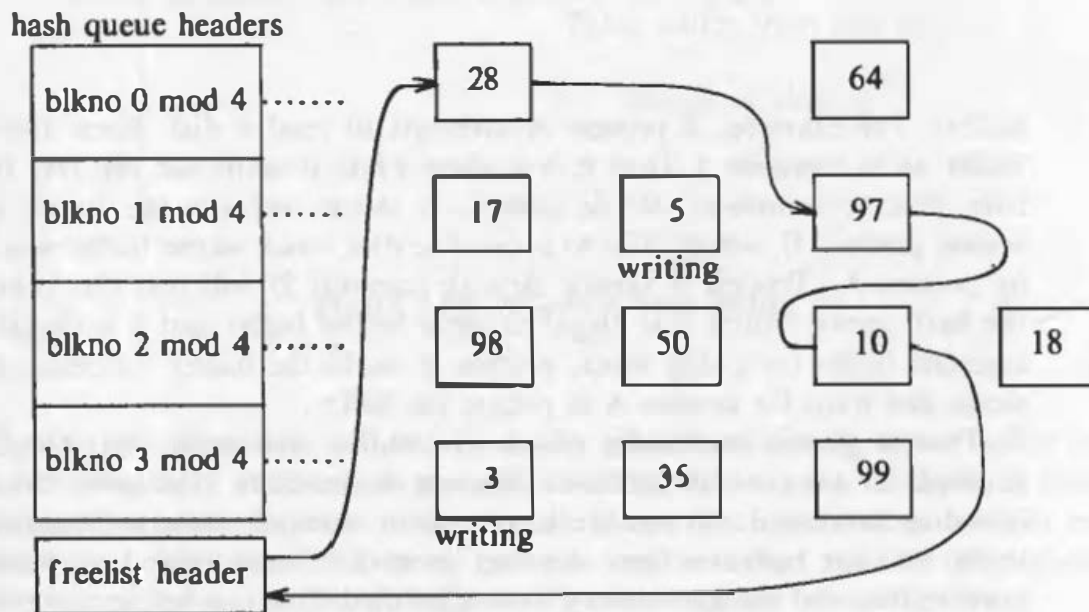 hash queue headers
blkno 0 mod 4 ...... 28 64
blkno 1 mod 4 ...... 17 5 97
writing
blkno 2 mod 4 ...... 98 50 10 18
blkno 3 mod 4 ...... 3 35 99
writing
freelist header